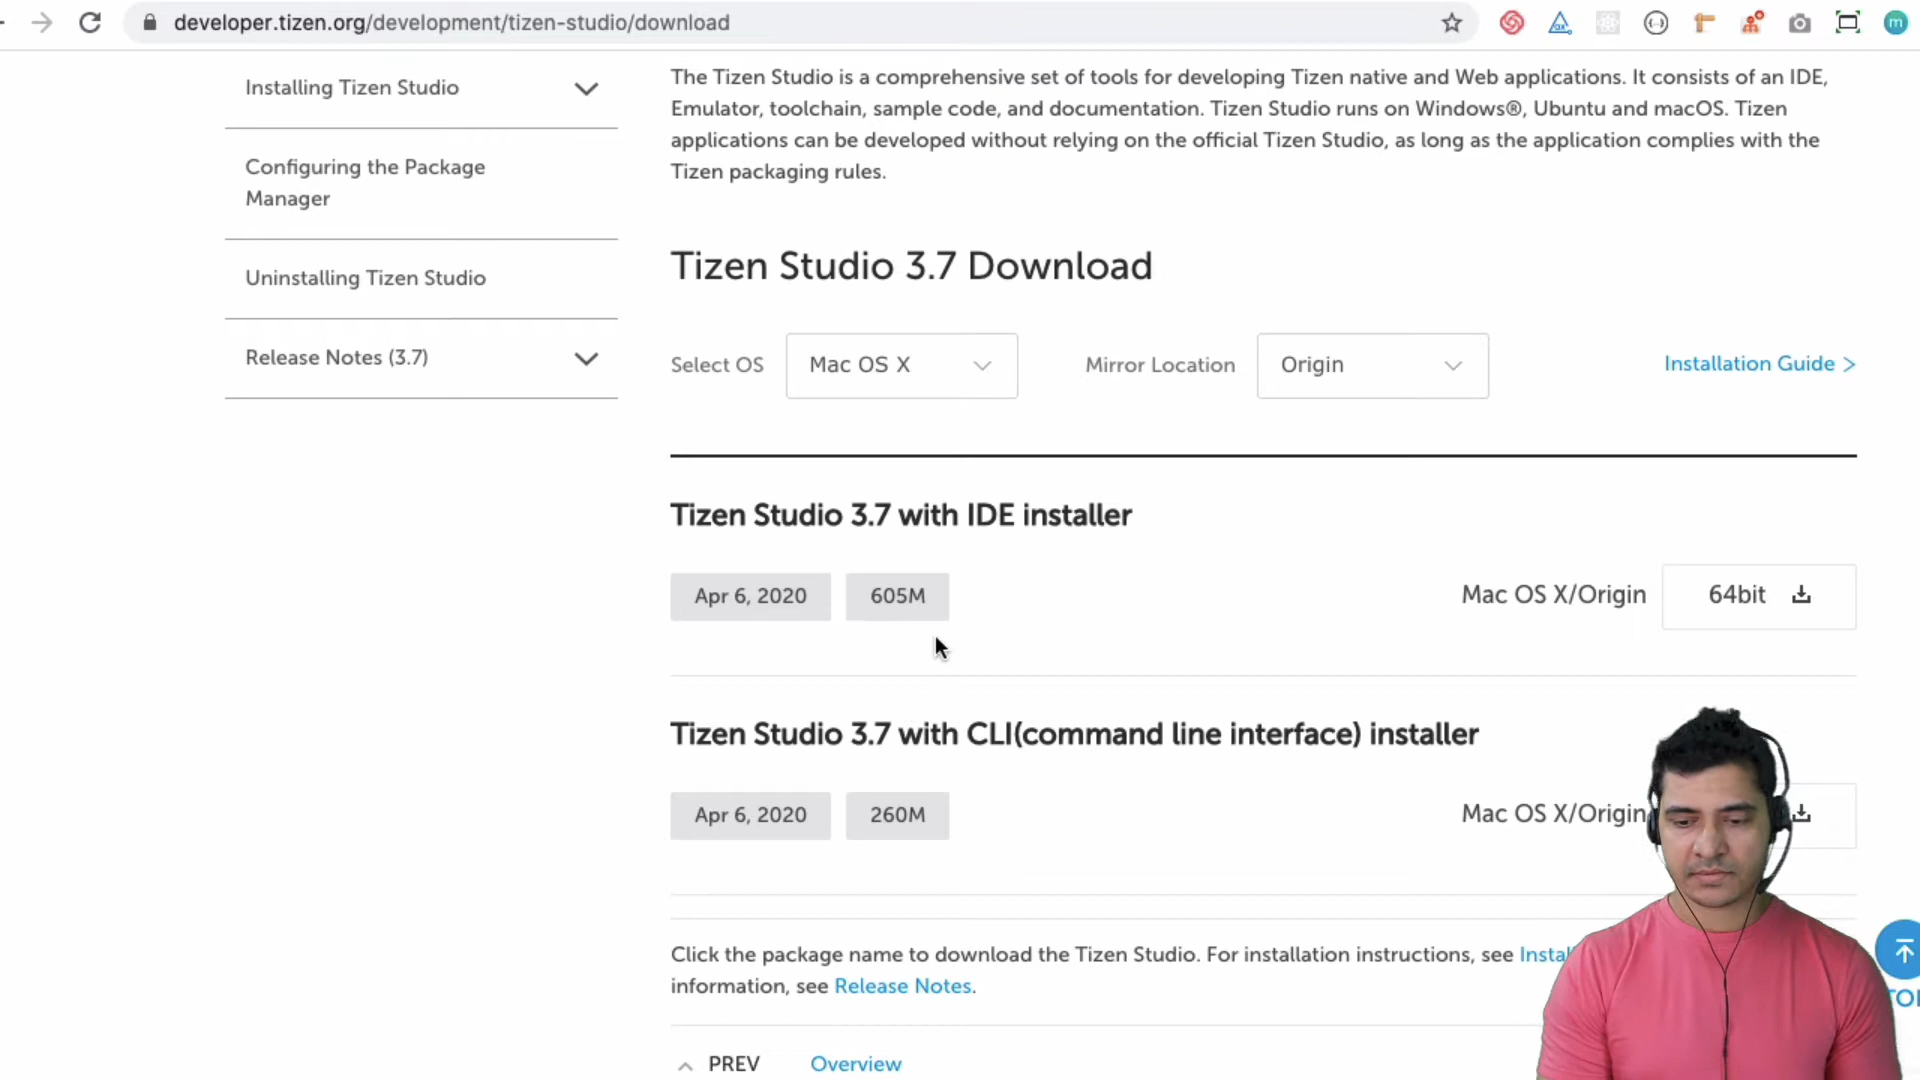 developer.tizen.org/development/tizen-studio/download
m
Installing Tizen Studio
Configuring the Package
Manager
Uninstalling Tizen Studio
Release Notes (3.7)
The Tizen Studio is a comprehensive set of tools for developing Tizen native and Web applications. It consists of an IDE,
Emulator, toolchain, sample code, and documentation. Tizen Studio runs on Windows®, Ubuntu and macOS. Tizen
applications can be developed without relying on the official Tizen Studio, as long as the application complies with the
Tizen packaging rules.
Tizen Studio 3.7 Download
Select OS Mac OS X Mirror Location Origin Installation Guide >
Tizen Studio 3.7 with IDE installer
Apr 6, 2020 605M Mac OS X/Origin 64bit
Tizen Studio 3.7 with CLI(command line interface) installer
Apr 6, 2020 260M Mac OS X/Origin
Click the package name to download the Tizen Studio. For installation instructions, see
information, see Release Notes.
PREV Overview